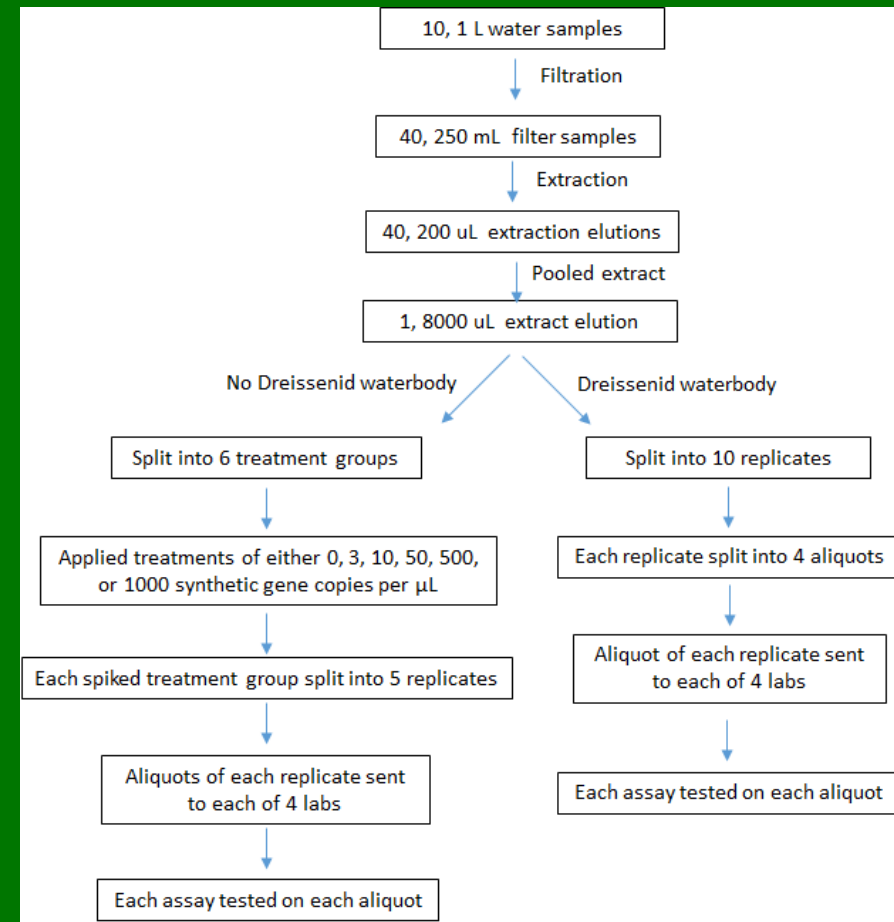 10, 1 L water samples
Filtration
40, 250 mL filter samples
Extraction
40, 200 uL extraction elutions
Pooled extract
1, 8000 uL extract elution
No Dreissenid waterbody
Dreissenid waterbody
Split into 6 treatment groups
Split into 10 replicates
Applied treatments of either 0, 3, 10, 50, 500,
or 1000 synthetic gene copies per µL
Each replicate split into 4 aliquots
Each spiked treatment group split into 5 replicates
Aliquot of each replicate sent
to each of 4 labs
Aliquots of each replicate sent
to each of 4 labs
Each assay tested on each aliquot
Each assay tested on each aliquot